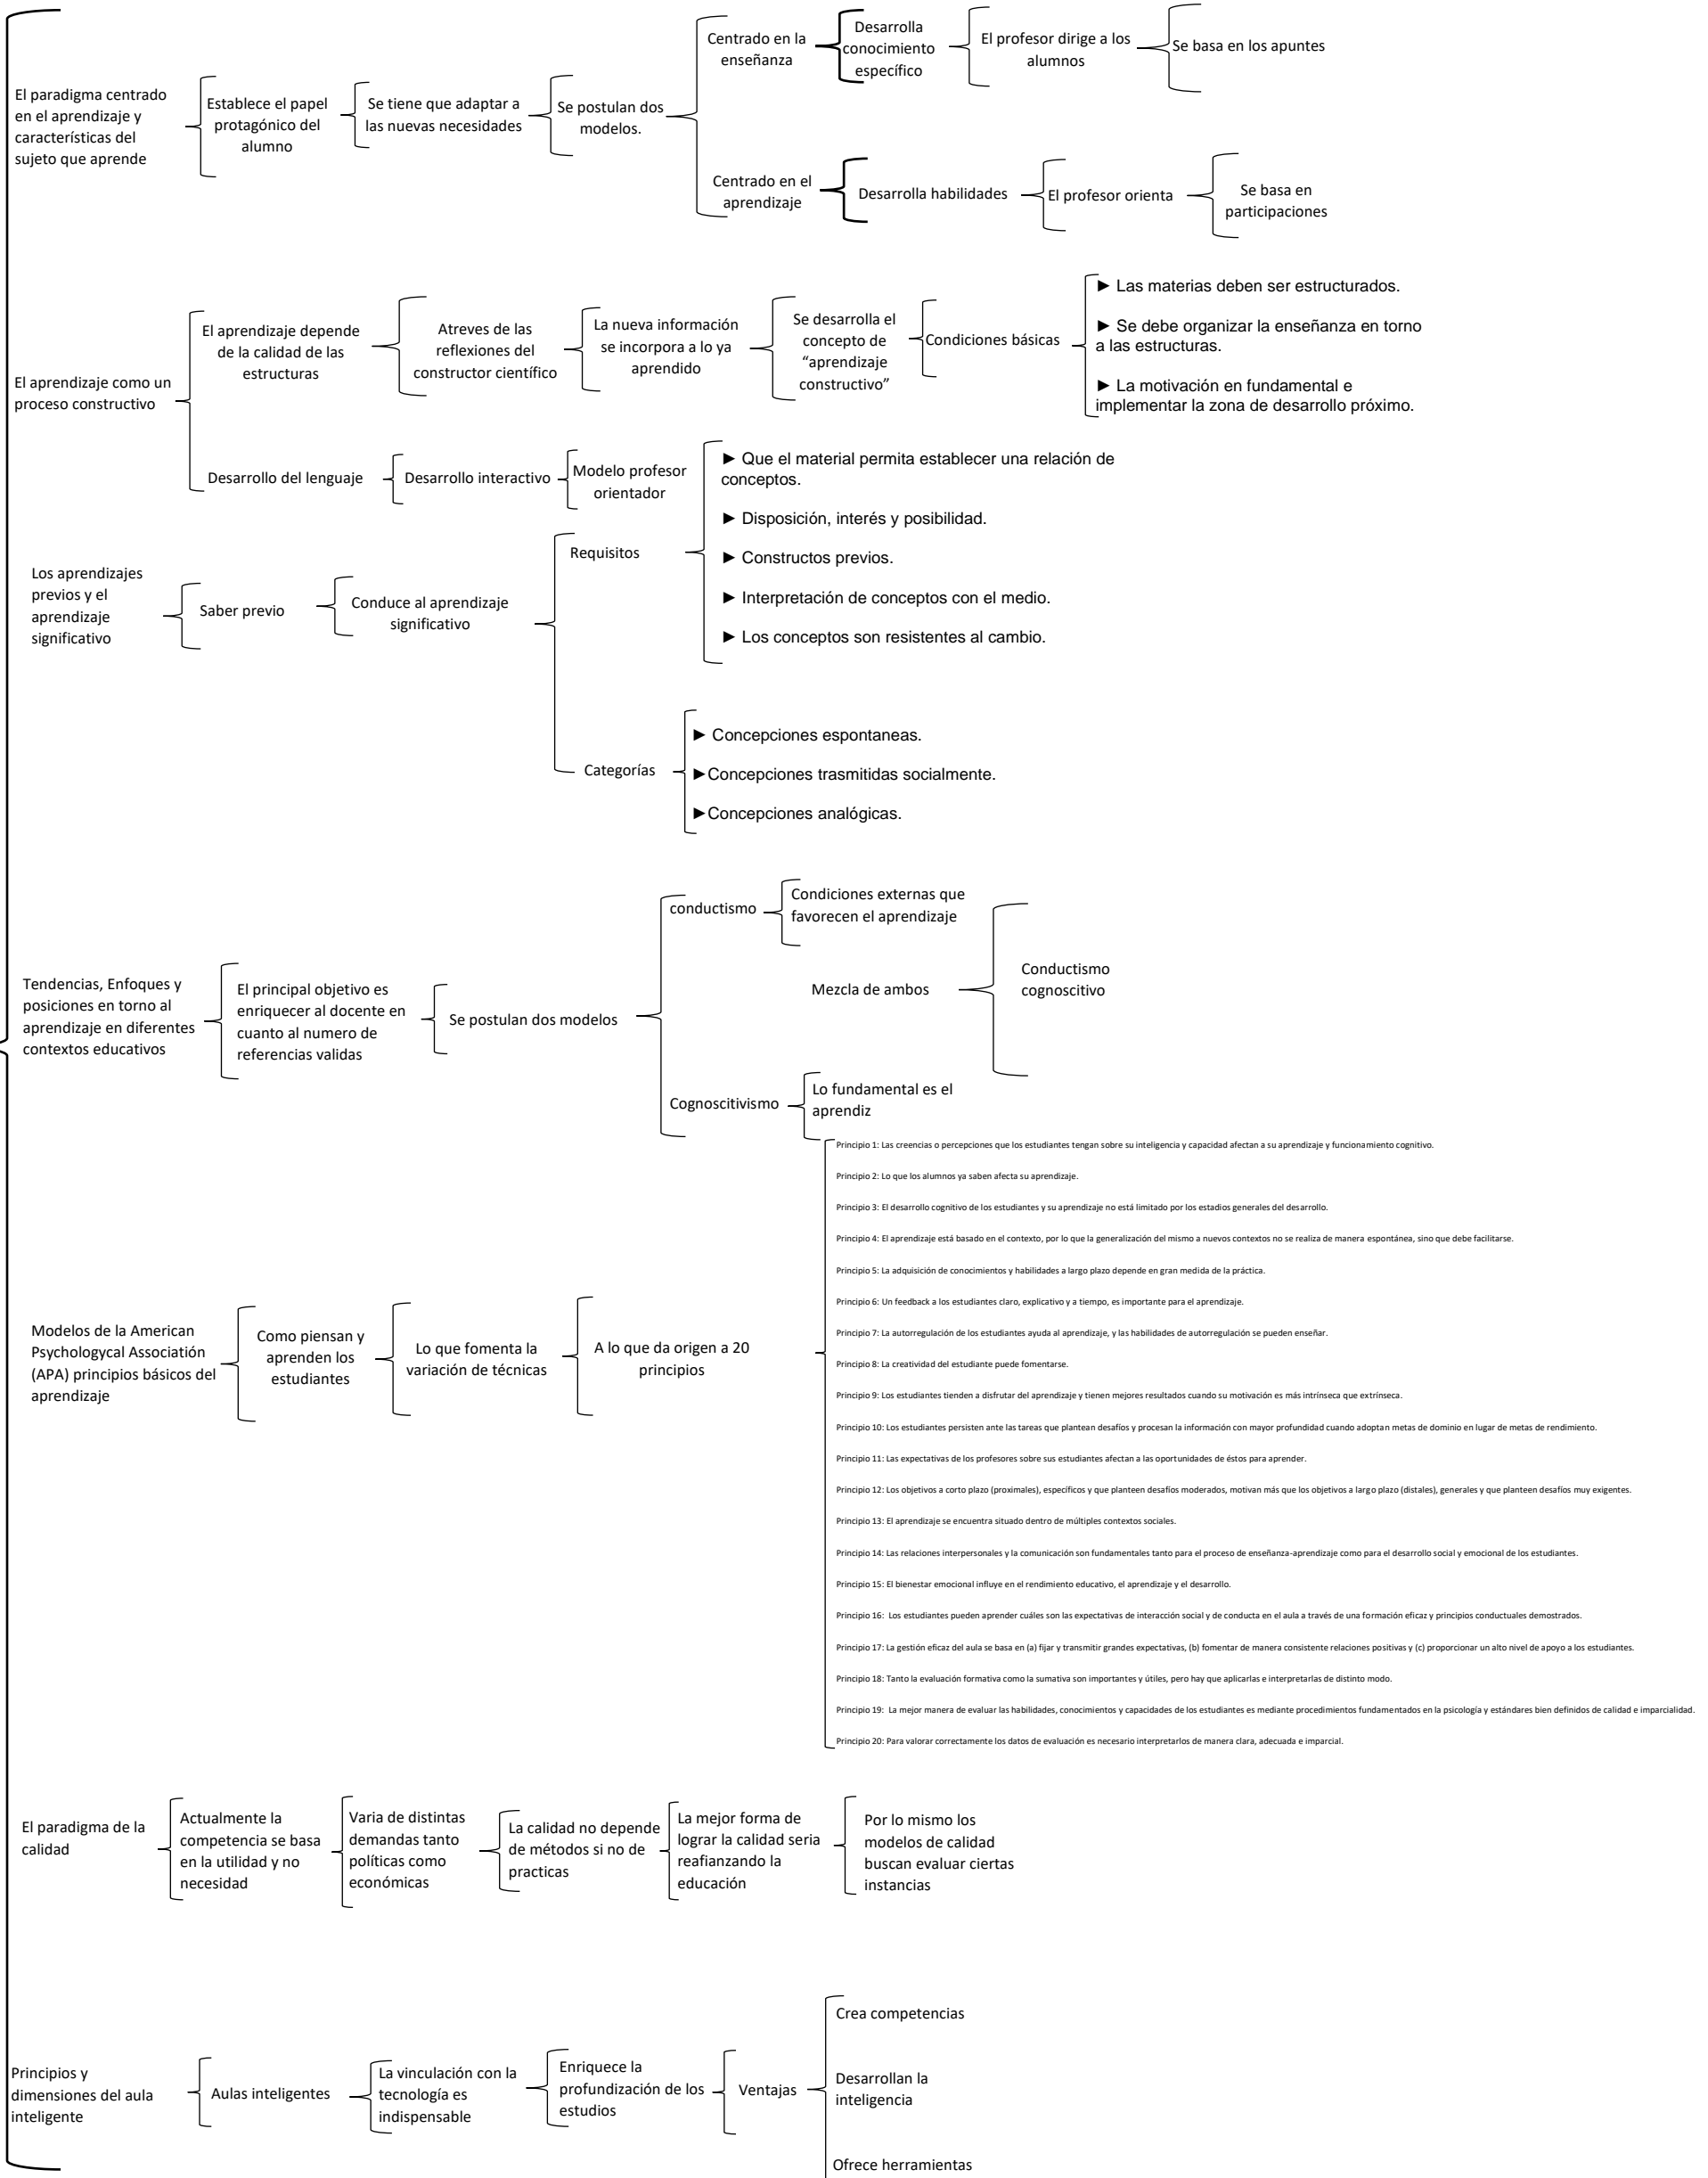 El paradigma centrado
en el aprendizaje y
características del
sujeto que aprende
Establece el papel
protagónico del
alumno
Se tiene que adaptar a
las nuevas necesidades
Se postulan dos
modelos.
Centrado en la
enseñanza
Desarrolla
conocimiento
específico
El profesor dirige a los
alumnos
Se basa en los apuntes
Centrado en el
aprendizaje
Desarrolla habilidades
El profesor orienta
Se basa en
participaciones
El aprendizaje como un
proceso constructivo
El aprendizaje depende
de la calidad de las
estructuras
Atreves de las
reflexiones del
constructor científico
La nueva información
se incorpora a lo ya
aprendido
Se desarrolla el
concepto de
“aprendizaje
constructivo”
Condiciones básicas
► Las materias deben ser estructurados.
► Se debe organizar la enseñanza en torno
a las estructuras.
► La motivación en fundamental e
implementar la zona de desarrollo próximo.
Desarrollo del lenguaje
Desarrollo interactivo
Modelo profesor
orientador
Los aprendizajes
previos y el
aprendizaje
significativo
Saber previo
Conduce al aprendizaje
significativo
Requisitos
► Que el material permita establecer una relación de
conceptos.
► Disposición, interés y posibilidad.
► Constructos previos.
► Interpretación de conceptos con el medio.
► Los conceptos son resistentes al cambio.
Categorías
► Concepciones espontaneas.
►Concepciones trasmitidas socialmente.
►Concepciones analógicas.
Tendencias, Enfoques y
posiciones en torno al
aprendizaje en diferentes
contextos educativos
El principal objetivo es
enriquecer al docente en
cuanto al numero de
referencias validas
Se postulan dos modelos
conductismo
Condiciones externas que
favorecen el aprendizaje
Mezcla de ambos
Conductismo
cognoscitivo
Cognoscitivismo
Lo fundamental es el
aprendiz
Modelos de la American
Psychologycal Associatión
(APA) principios básicos del
aprendizaje
Como piensan y
aprenden los
estudiantes
Lo que fomenta la
variación de técnicas
A lo que da origen a 20
principios
Principio 1: Las creencias o percepciones que los estudiantes tengan sobre su inteligencia y capacidad afectan a su aprendizaje y funcionamiento cognitivo.
Principio 2: Lo que los alumnos ya saben afecta su aprendizaje.
Principio 3: El desarrollo cognitivo de los estudiantes y su aprendizaje no está limitado por los estadios generales del desarrollo.
Principio 4: El aprendizaje está basado en el contexto, por lo que la generalización del mismo a nuevos contextos no se realiza de manera espontánea, sino que debe facilitarse.
Principio 5: La adquisición de conocimientos y habilidades a largo plazo depende en gran medida de la práctica.
Principio 6: Un feedback a los estudiantes claro, explicativo y a tiempo, es importante para el aprendizaje.
Principio 7: La autorregulación de los estudiantes ayuda al aprendizaje, y las habilidades de autorregulación se pueden enseñar.
Principio 8: La creatividad del estudiante puede fomentarse.
Principio 9: Los estudiantes tienden a disfrutar del aprendizaje y tienen mejores resultados cuando su motivación es más intrínseca que extrínseca.
Principio 10: Los estudiantes persisten ante las tareas que plantean desafíos y procesan la información con mayor profundidad cuando adoptan metas de dominio en lugar de metas de rendimiento.
Principio 11: Las expectativas de los profesores sobre sus estudiantes afectan a las oportunidades de éstos para aprender.
Principio 12: Los objetivos a corto plazo (proximales), específicos y que planteen desafíos moderados, motivan más que los objetivos a largo plazo (distales), generales y que planteen desafíos muy exigentes.
Principio 13: El aprendizaje se encuentra situado dentro de múltiples contextos sociales.
Principio 14: Las relaciones interpersonales y la comunicación son fundamentales tanto para el proceso de enseñanza-aprendizaje como para el desarrollo social y emocional de los estudiantes.
Principio 15: El bienestar emocional influye en el rendimiento educativo, el aprendizaje y el desarrollo.
Principio 16: Los estudiantes pueden aprender cuáles son las expectativas de interacción social y de conducta en el aula a través de una formación eficaz y principios conductuales demostrados.
Principio 17: La gestión eficaz del aula se basa en (a) fijar y transmitir grandes expectativas, (b) fomentar de manera consistente relaciones positivas y (c) proporcionar un alto nivel de apoyo a los estudiantes.
Principio 18: Tanto la evaluación formativa como la sumativa son importantes y útiles, pero hay que aplicarlas e interpretarlas de distinto modo.
Principio 19: La mejor manera de evaluar las habilidades, conocimientos y capacidades de los estudiantes es mediante procedimientos fundamentados en la psicología y estándares bien definidos de calidad e imparcialidad.
Principio 20: Para valorar correctamente los datos de evaluación es necesario interpretarlos de manera clara, adecuada e imparcial.
El paradigma de la
calidad
Actualmente la
competencia se basa
en la utilidad y no
necesidad
Varia de distintas
demandas tanto
políticas como
económicas
La calidad no depende
de métodos si no de
practicas
La mejor forma de
lograr la calidad seria
reafianzando la
educación
Por lo mismo los
modelos de calidad
buscan evaluar ciertas
instancias
Principios y
dimensiones del aula
inteligente
Aulas inteligentes
La vinculación con la
tecnología es
indispensable
Enriquece la
profundización de los
estudios
Ventajas
Crea competencias
Desarrollan la
inteligencia
Ofrece herramientas